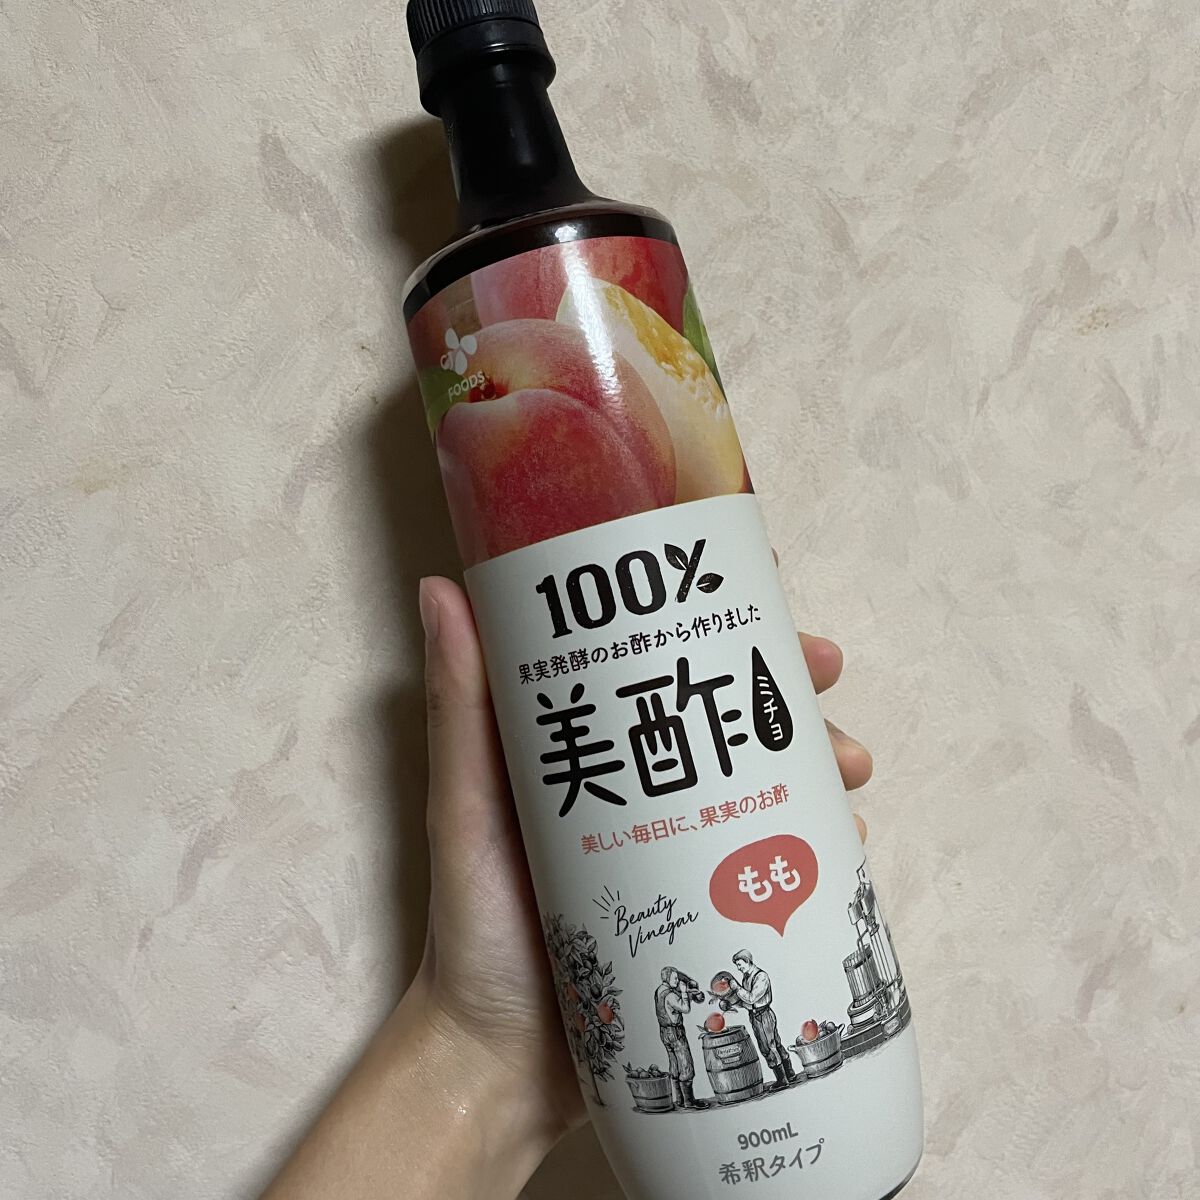 CJ
FOODS
100%
果実発酵のお酢から作りました
美酢
ミチョ
美しい毎日に、果実のお酢
もも
Beauty
Vinegar
900mL
希釈タイプ